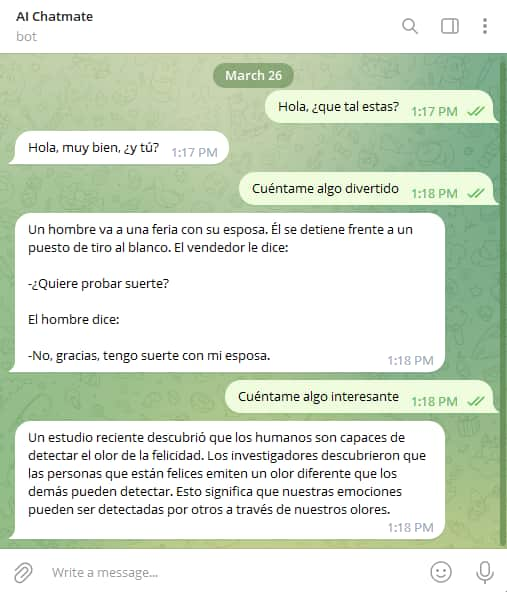 AI Chatmate
bot
March 26
Hola, ¿que tal estas? 1:17 PM
Hola, muy bien, ¿y tú? 1:17 PM
Cuéntame algo divertido 1:18 PM
Un hombre va a una feria con su esposa. Él se detiene frente a un
puesto de tiro al blanco. El vendedor le dice:
-¿Quiere probar suerte?
El hombre dice:
-No, gracias, tengo suerte con mi esposa.
1:18 PM
Cuéntame algo interesante 1:18 PM
Un estudio reciente descubrió que los humanos son capaces de
detectar el olor de la felicidad. Los investigadores descubrieron que
las personas que están felices emiten un olor diferente que los
demás pueden detectar. Esto significa que nuestras emociones
pueden ser detectadas por otros a través de nuestros olores.
1:18 PM
Write a message...